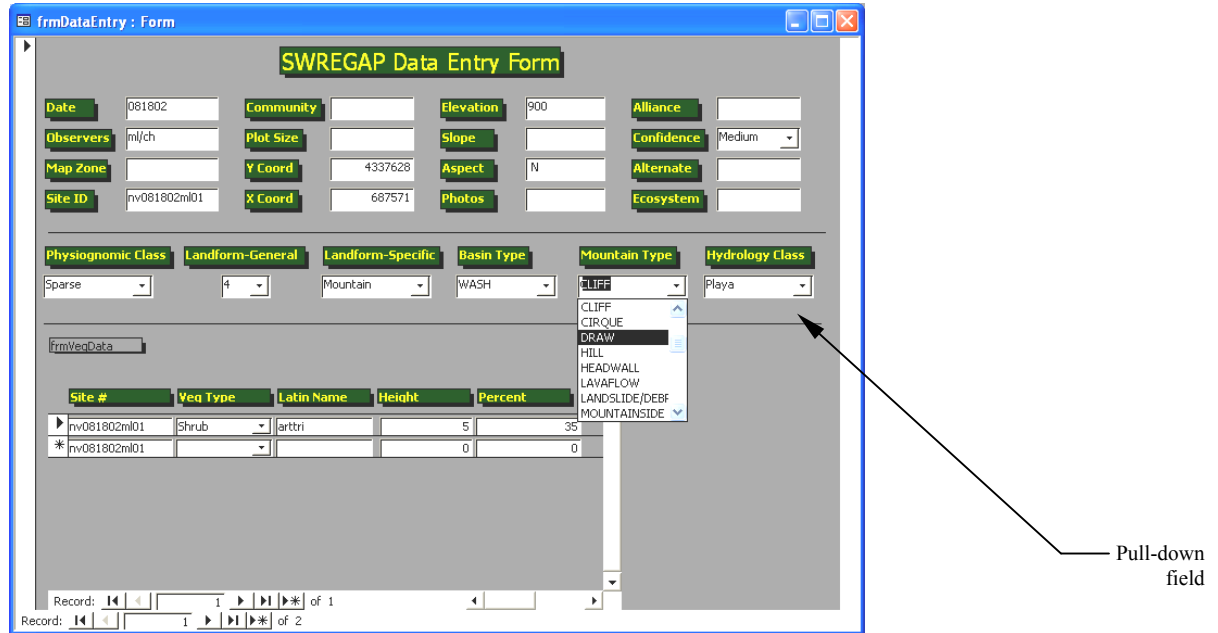 frmDataEntry : Form
SWREGAP Data Entry Form
Date 081802 Community Elevation 900 Alliance
Observers ml/ch Plot Size Slope Confidence Medium
Map Zone Y Coord 4337628 Aspect N Alternate
Site ID nv081802ml01 X Coord 687571 Photos Ecosystem
Physiognomic Class Landform-General Landform-Specific Basin Type Mountain Type Hydrology Class
Sparse 4 Mountain WASH CLIFF Playa
CLIFF
CIRQUE
DRAW
HILL
HEADWALL
LAVAFLOW
LANDSLIDE/DEBR
MOUNTAINSIDE
frmVegData
Site # Veg Type Latin Name Height Percent
nv081802ml01 Shrub arttri 5 35
nv081802ml01 0 0
Record: 1 of 1
Record: 1 of 2
Pull-down
field